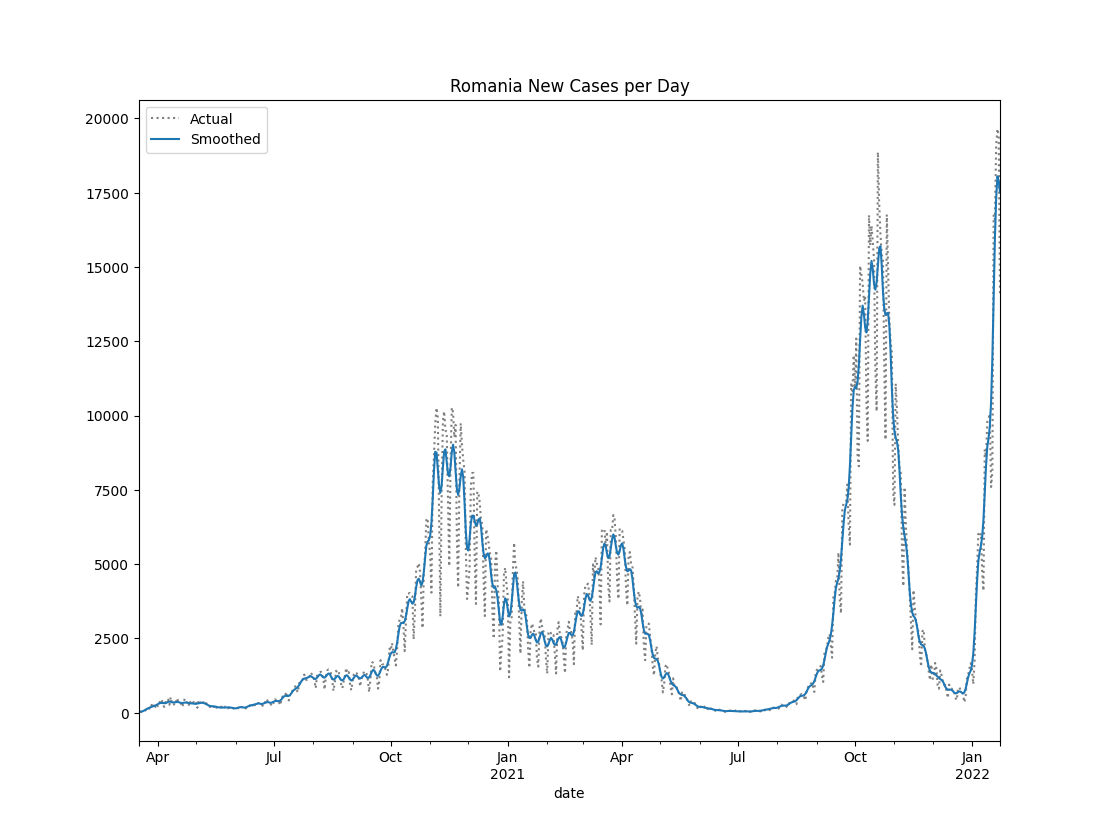 Romania New Cases per Day
Actual
Smoothed
20000
17500
15000
12500
10000
7500
5000
2500
0
Apr Jul Oct Jan Apr Jul Oct Jan
2021 2022
date